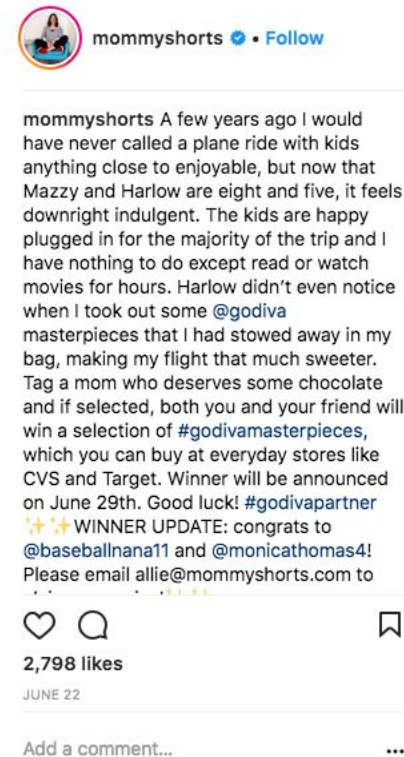 mommyshorts • Follow
mommyshorts A few years ago I would
have never called a plane ride with kids
anything close to enjoyable, but now that
Mazzy and Harlow are eight and five, it feels
downright indulgent. The kids are happy
plugged in for the majority of the trip and I
have nothing to do except read or watch
movies for hours. Harlow didn't even notice
when I took out some @godiva
masterpieces that I had stowed away in my
bag, making my flight that much sweeter.
Tag a mom who deserves some chocolate
and if selected, both you and your friend will
win a selection of #godivamasterpieces,
which you can buy at everyday stores like
CVS and Target. Winner will be announced
on June 29th. Good luck! #godivapartner
✨✨WINNER UPDATE: congrats to
@baseballnana11 and @monicathomas4!
Please email allie@mommyshorts.com to
2,798 likes
JUNE 22
Add a comment...